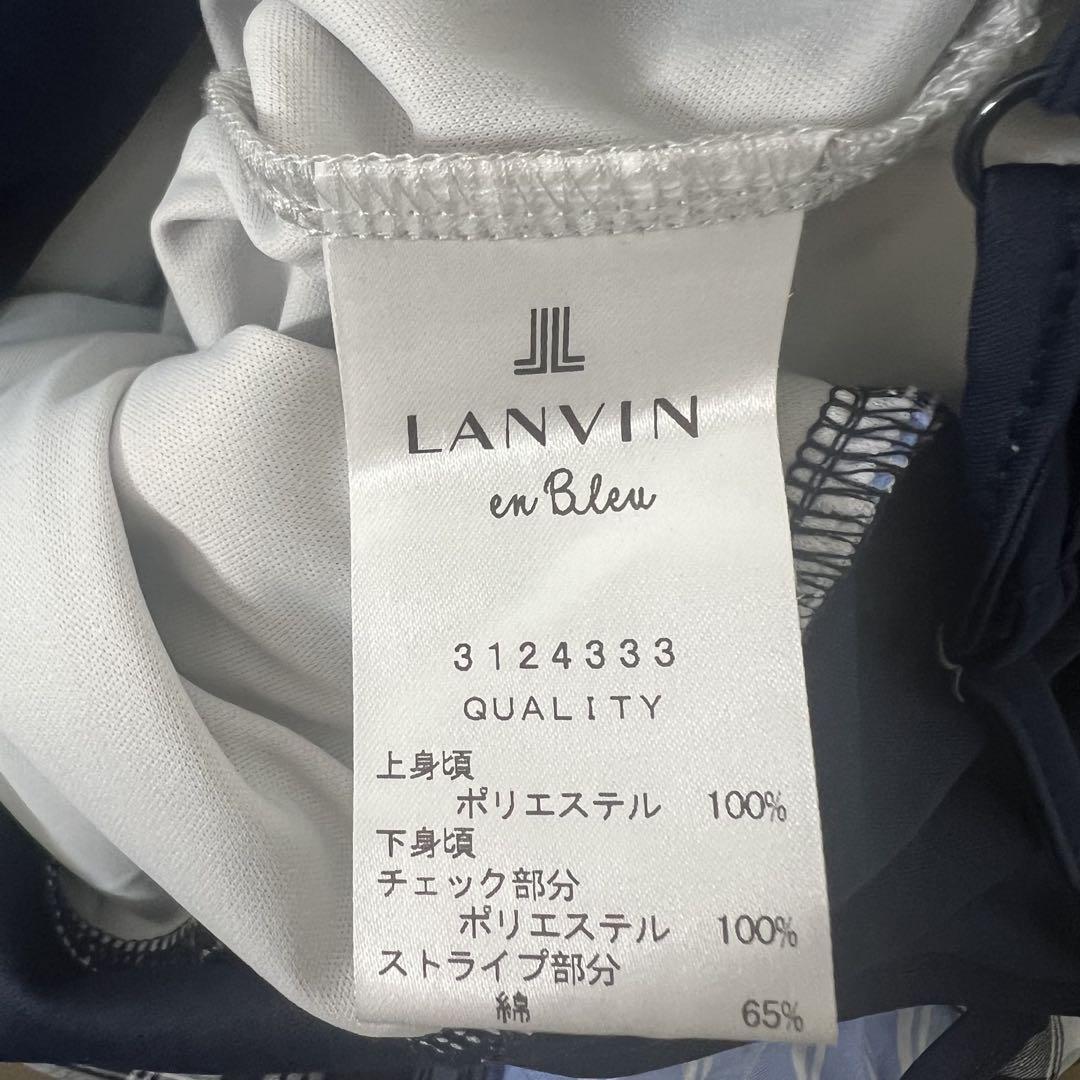 LANVIN
en Bleu
3124333
QUALITY
上身頃
ポリエステル 100%
下身頃
チェック部分
ポリエステル 100%
ストライプ部分
綿 65%